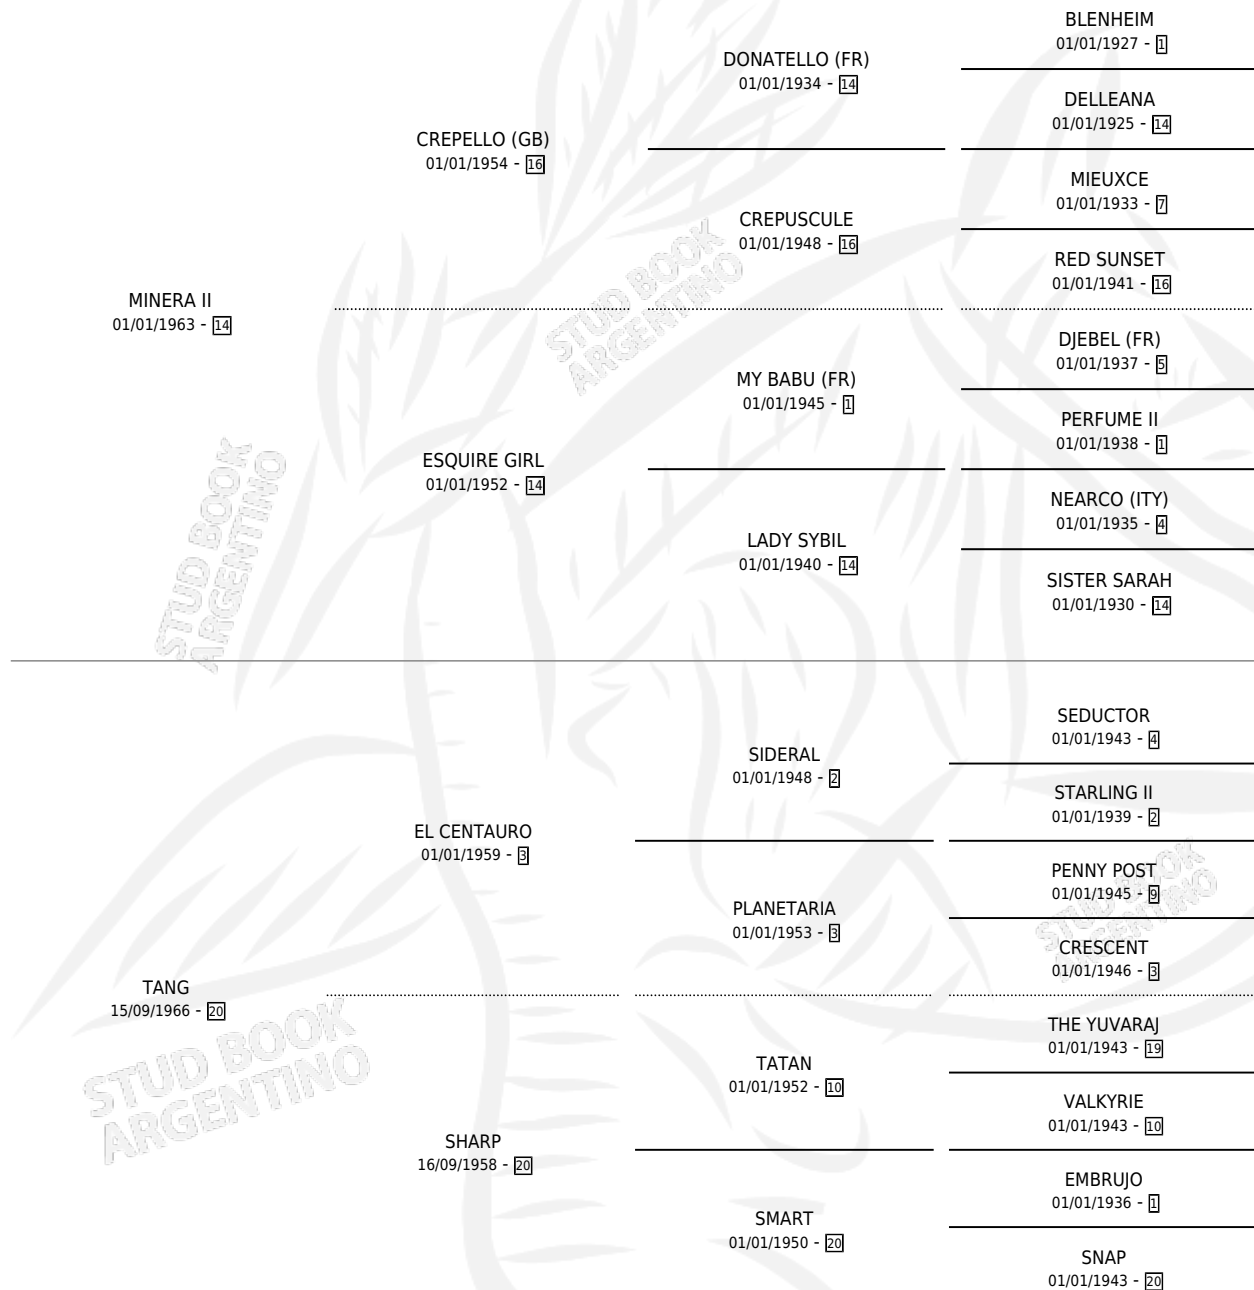 BLENHEIM
01/01/1927 - 1
DONATELLO (FR)
01/01/1934 - 14
DELLEANA
01/01/1925 - 14
CREPELLO (GB)
01/01/1954 - 16
MIEUXCE
01/01/1933 - 7
CREPUSCULE
01/01/1948 - 16
RED SUNSET
01/01/1941 - 16
MINERA II
01/01/1963 - 14
STUD BOOK
ARGENTINO
DJEBEL (FR)
01/01/1937 - 5
MY BABU (FR)
01/01/1945 - 1
PERFUME II
01/01/1938 - 1
ESQUIRE GIRL
01/01/1952 - 14
NEARCO (ITY)
01/01/1935 - 4
LADY SYBIL
01/01/1940 - 14
SISTER SARAH
01/01/1930 - 14
STUD BOOK
ARGENTINO
SEDUCTOR
01/01/1943 - 4
SIDERAL
01/01/1948 - 2
STARLING II
01/01/1939 - 2
EL CENTAURO
01/01/1959 - 3
PENNY POST
01/01/1945 - 9
PLANETARIA
01/01/1953 - 3
STUD BOOK
ARGENTINO
CRESCENT
01/01/1946 - 3
TANG
15/09/1966 - 20
THE YUVARAJ
01/01/1943 - 19
TATAN
01/01/1952 - 10
STUD BOOK
ARGENTINO
VALKYRIE
01/01/1943 - 10
SHARP
16/09/1958 - 20
EMBRUJO
01/01/1936 - 1
SMART
01/01/1950 - 20
SNAP
01/01/1943 - 20